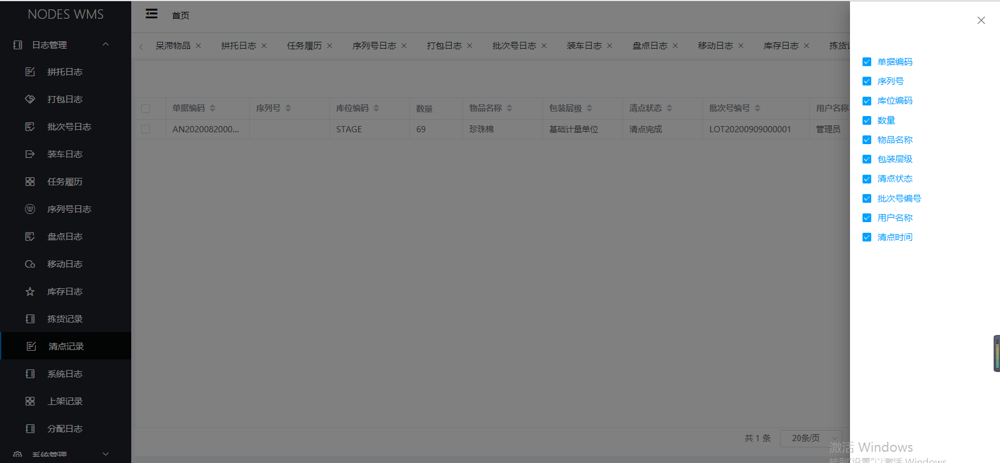 NODES WMS
首页
日志管理
拼托日志
打包日志
批次号日志
装车日志
任务履历
序列号日志
盘点日志
移动日志
库存日志
拣货记录
清点记录
系统日志
上架记录
分配日志
系统管理
呆滞物品 拼托日志 任务履历 序列号日志 打包日志 批次号日志 装车日志 盘点日志 移动日志 库存日志 拣货
单据编码 序列号 库位编码 数量 物品名称 包装层级 清点状态 批次号编号 用户名称
AN2020082000... STAGE 69 珍珠棉 基础计量单位 清点完成 LOT20200909000001 管理员
共 1 条 20条/页
单据编码
序列号
库位编码
数量
物品名称
包装层级
清点状态
批次号编号
用户名称
清点时间
激活 Windows
转到"设置"以激活 Windows